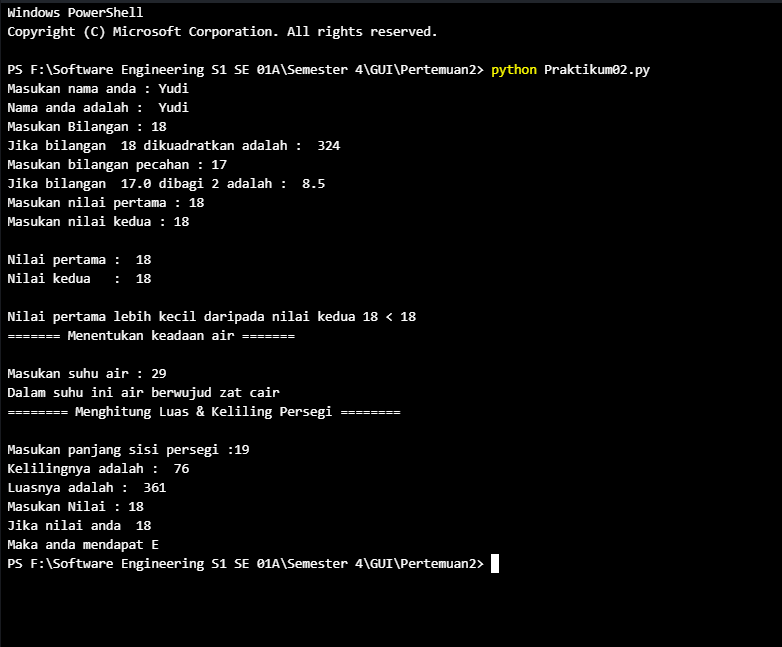 Windows PowerShell
Copyright (C) Microsoft Corporation. All rights reserved.
PS F:\Software Engineering S1 SE 01A\Semester 4\GUI\Pertemuan2> python Praktikum02.py
Masukan nama anda : Yudi
Nama anda adalah :  Yudi
Masukan Bilangan : 18
Jika bilangan  18 dikuadratkan adalah :  324
Masukan bilangan pecahan : 17
Jika bilangan  17.0 dibagi 2 adalah :  8.5
Masukan nilai pertama : 18
Masukan nilai kedua : 18
Nilai pertama :  18
Nilai kedua   :  18
Nilai pertama lebih kecil daripada nilai kedua 18 < 18
======= Menentukan keadaan air =======
Masukan suhu air : 29
Dalam suhu ini air berwujud zat cair
======== Menghitung Luas & Keliling Persegi ========
Masukan panjang sisi persegi :19
Kelilingnya adalah :  76
Luasnya adalah :  361
Masukan Nilai : 18
Jika nilai anda  18
Maka anda mendapat E
PS F:\Software Engineering S1 SE 01A\Semester 4\GUI\Pertemuan2>